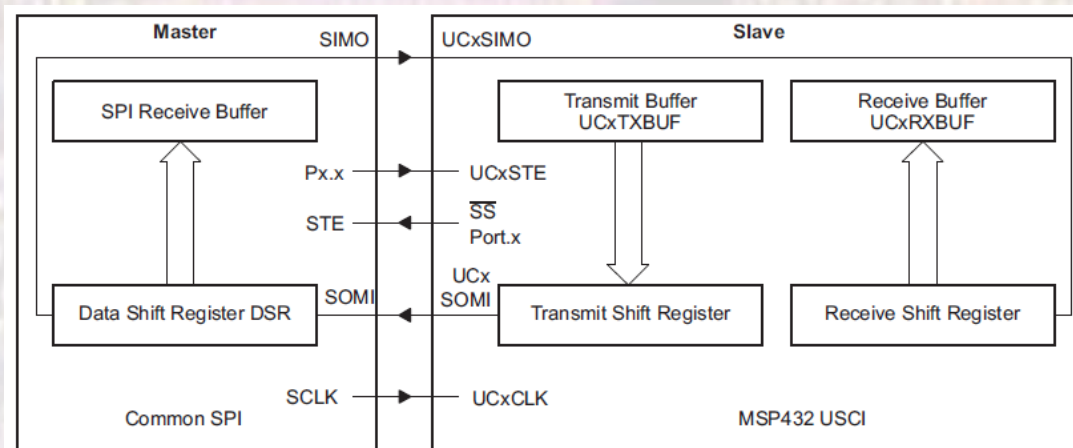 Master
SIMO
UCxSIMO
Slave
SPI Receive Buffer
Transmit Buffer
UCxTXBUF
Receive Buffer
UCxRXBUF
Px.x
UCxSTE
STE
SS
Port.x
SOMI
UCx
SOMI
Data Shift Register DSR
Transmit Shift Register
Receive Shift Register
SCLK
UCxCLK
Common SPI
MSP432 USCI